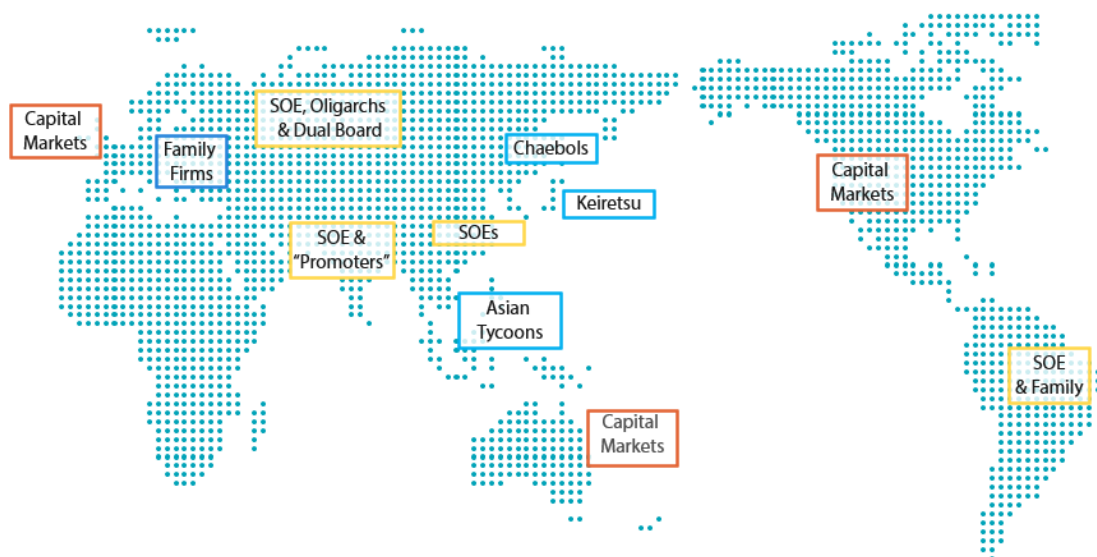 SOE, Oligarchs
& Dual Board
Capital
Markets
Family
Firms
Chaebols
Capital
Markets
Keiretsu
SOE &
“Promoters”
SOEs
Asian
Tycoons
SOE
& Family
Capital
Markets